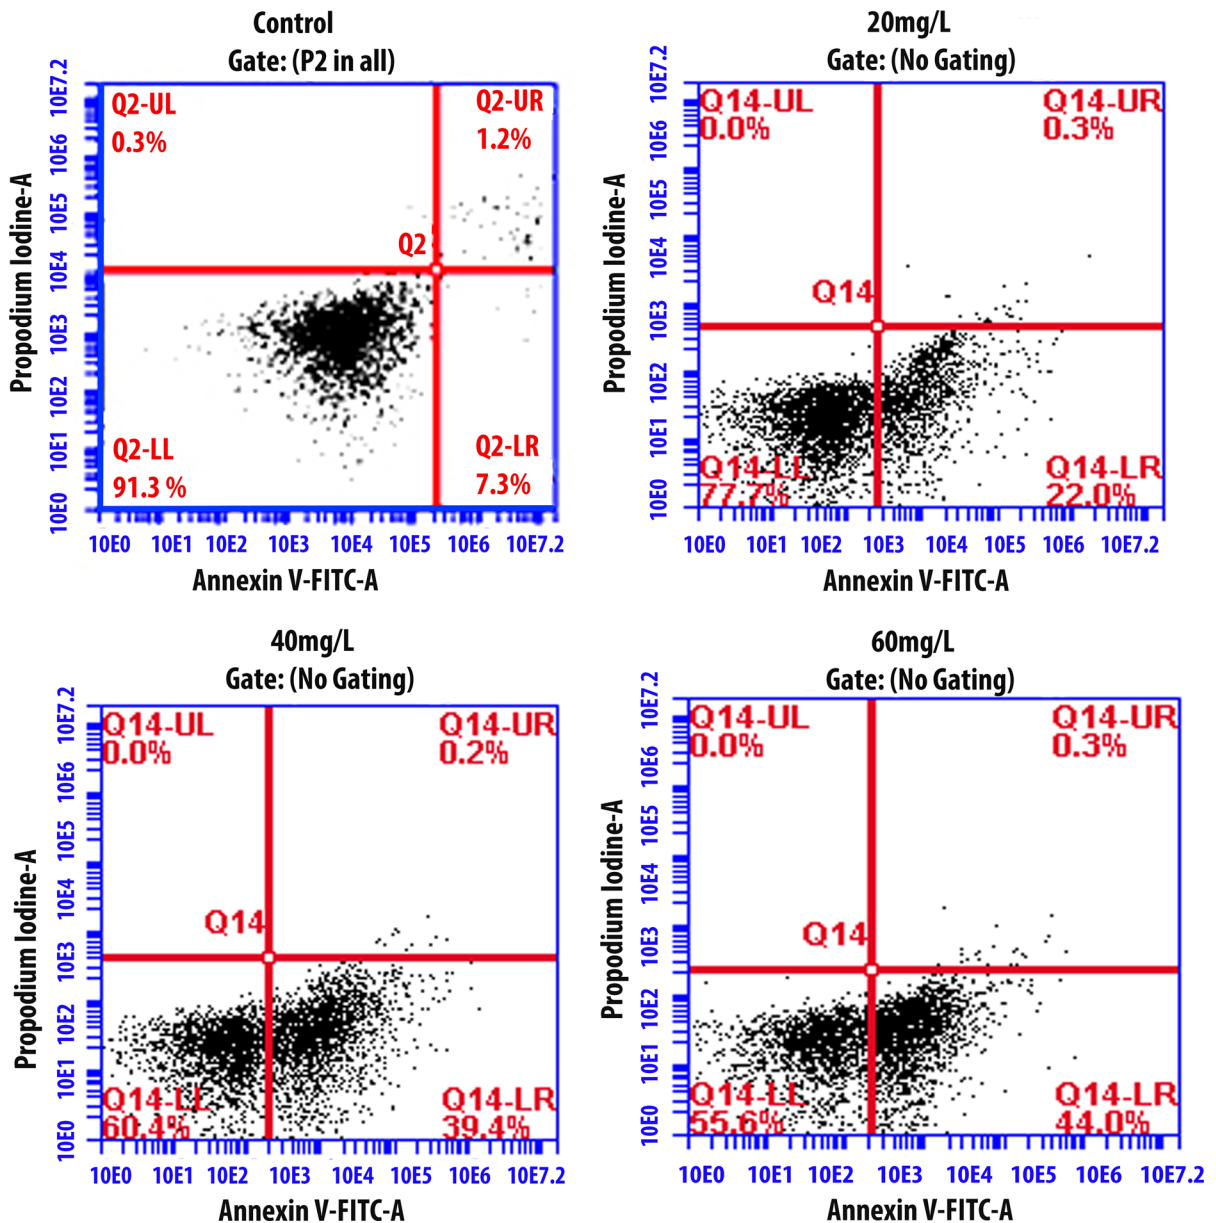 Control
Gate: (P2 in all)
Q2-UL
0.3%
Q2-UR
1.2%
Q2
Q2-LL
91.3 %
Q2-LR
7.3%
Propodium Iodine-A
10E7.2
10E6
10E5
10E4
10E3
10E2
10E1
10E0
10E0 10E1 10E2 10E3 10E4 10E5 10E6 10E7.2
Annexin V-FITC-A
20mg/L
Gate: (No Gating)
Q14-UL
0.0%
Q14-UR
0.3%
Q14
Q14-LL
77.7%
Q14-LR
22.0%
Propodium Iodine-A
10E7.2
10E6
10E5
10E4
10E3
10E2
10E1
10E0
10E0 10E1 10E2 10E3 10E4 10E5 10E6 10E7.2
Annexin V-FITC-A
40mg/L
Gate: (No Gating)
Q14-UL
0.0%
Q14-UR
0.2%
Q14
Q14-LL
60.4%
Q14-LR
39.4%
Propodium Iodine-A
10E7.2
10E6
10E5
10E4
10E3
10E2
10E1
10E0
10E0 10E1 10E2 10E3 10E4 10E5 10E6 10E7.2
Annexin V-FITC-A
60mg/L
Gate: (No Gating)
Q14-UL
0.0%
Q14-UR
0.3%
Q14
Q14-LL
55.6%
Q14-LR
44.0%
Propodium Iodine-A
10E7.2
10E6
10E5
10E4
10E3
10E2
10E1
10E0
10E0 10E1 10E2 10E3 10E4 10E5 10E6 10E7.2
Annexin V-FITC-A